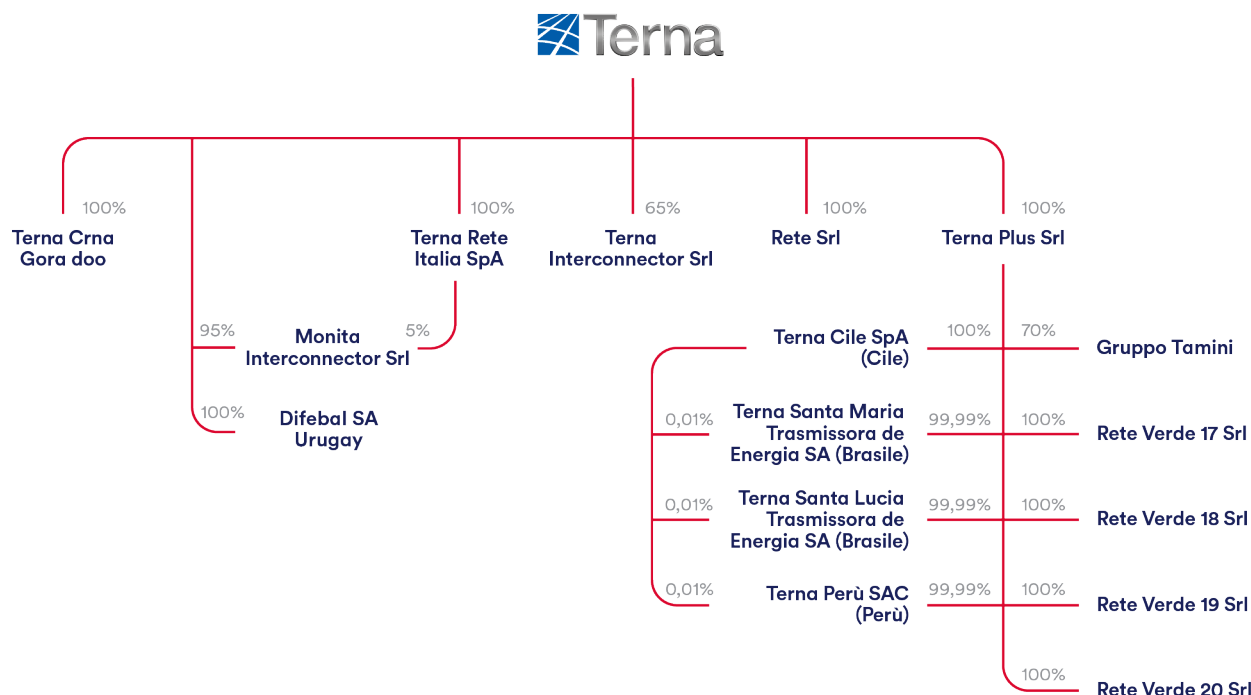 Terna
100%
Terna Crna
Gora doo
100%
Terna Rete
Italia SpA
65%
Terna
Interconnector Srl
100%
Rete Srl
100%
Terna Plus Srl
95%
Monita
Interconnector Srl
5%
100%
Difebal SA
Urugay
Terna Cile SpA
(Cile)
100%
70%
Gruppo Tamini
0,01%
Terna Santa Maria
Trasmissora de
Energia SA (Brasile)
99,99%
100%
Rete Verde 17 Srl
0,01%
Terna Santa Lucia
Trasmissora de
Energia SA (Brasile)
99,99%
100%
Rete Verde 18 Srl
0,01%
Terna Perù SAC
(Perù)
99,99%
100%
Rete Verde 19 Srl
100%
Rete Verde 20 Srl